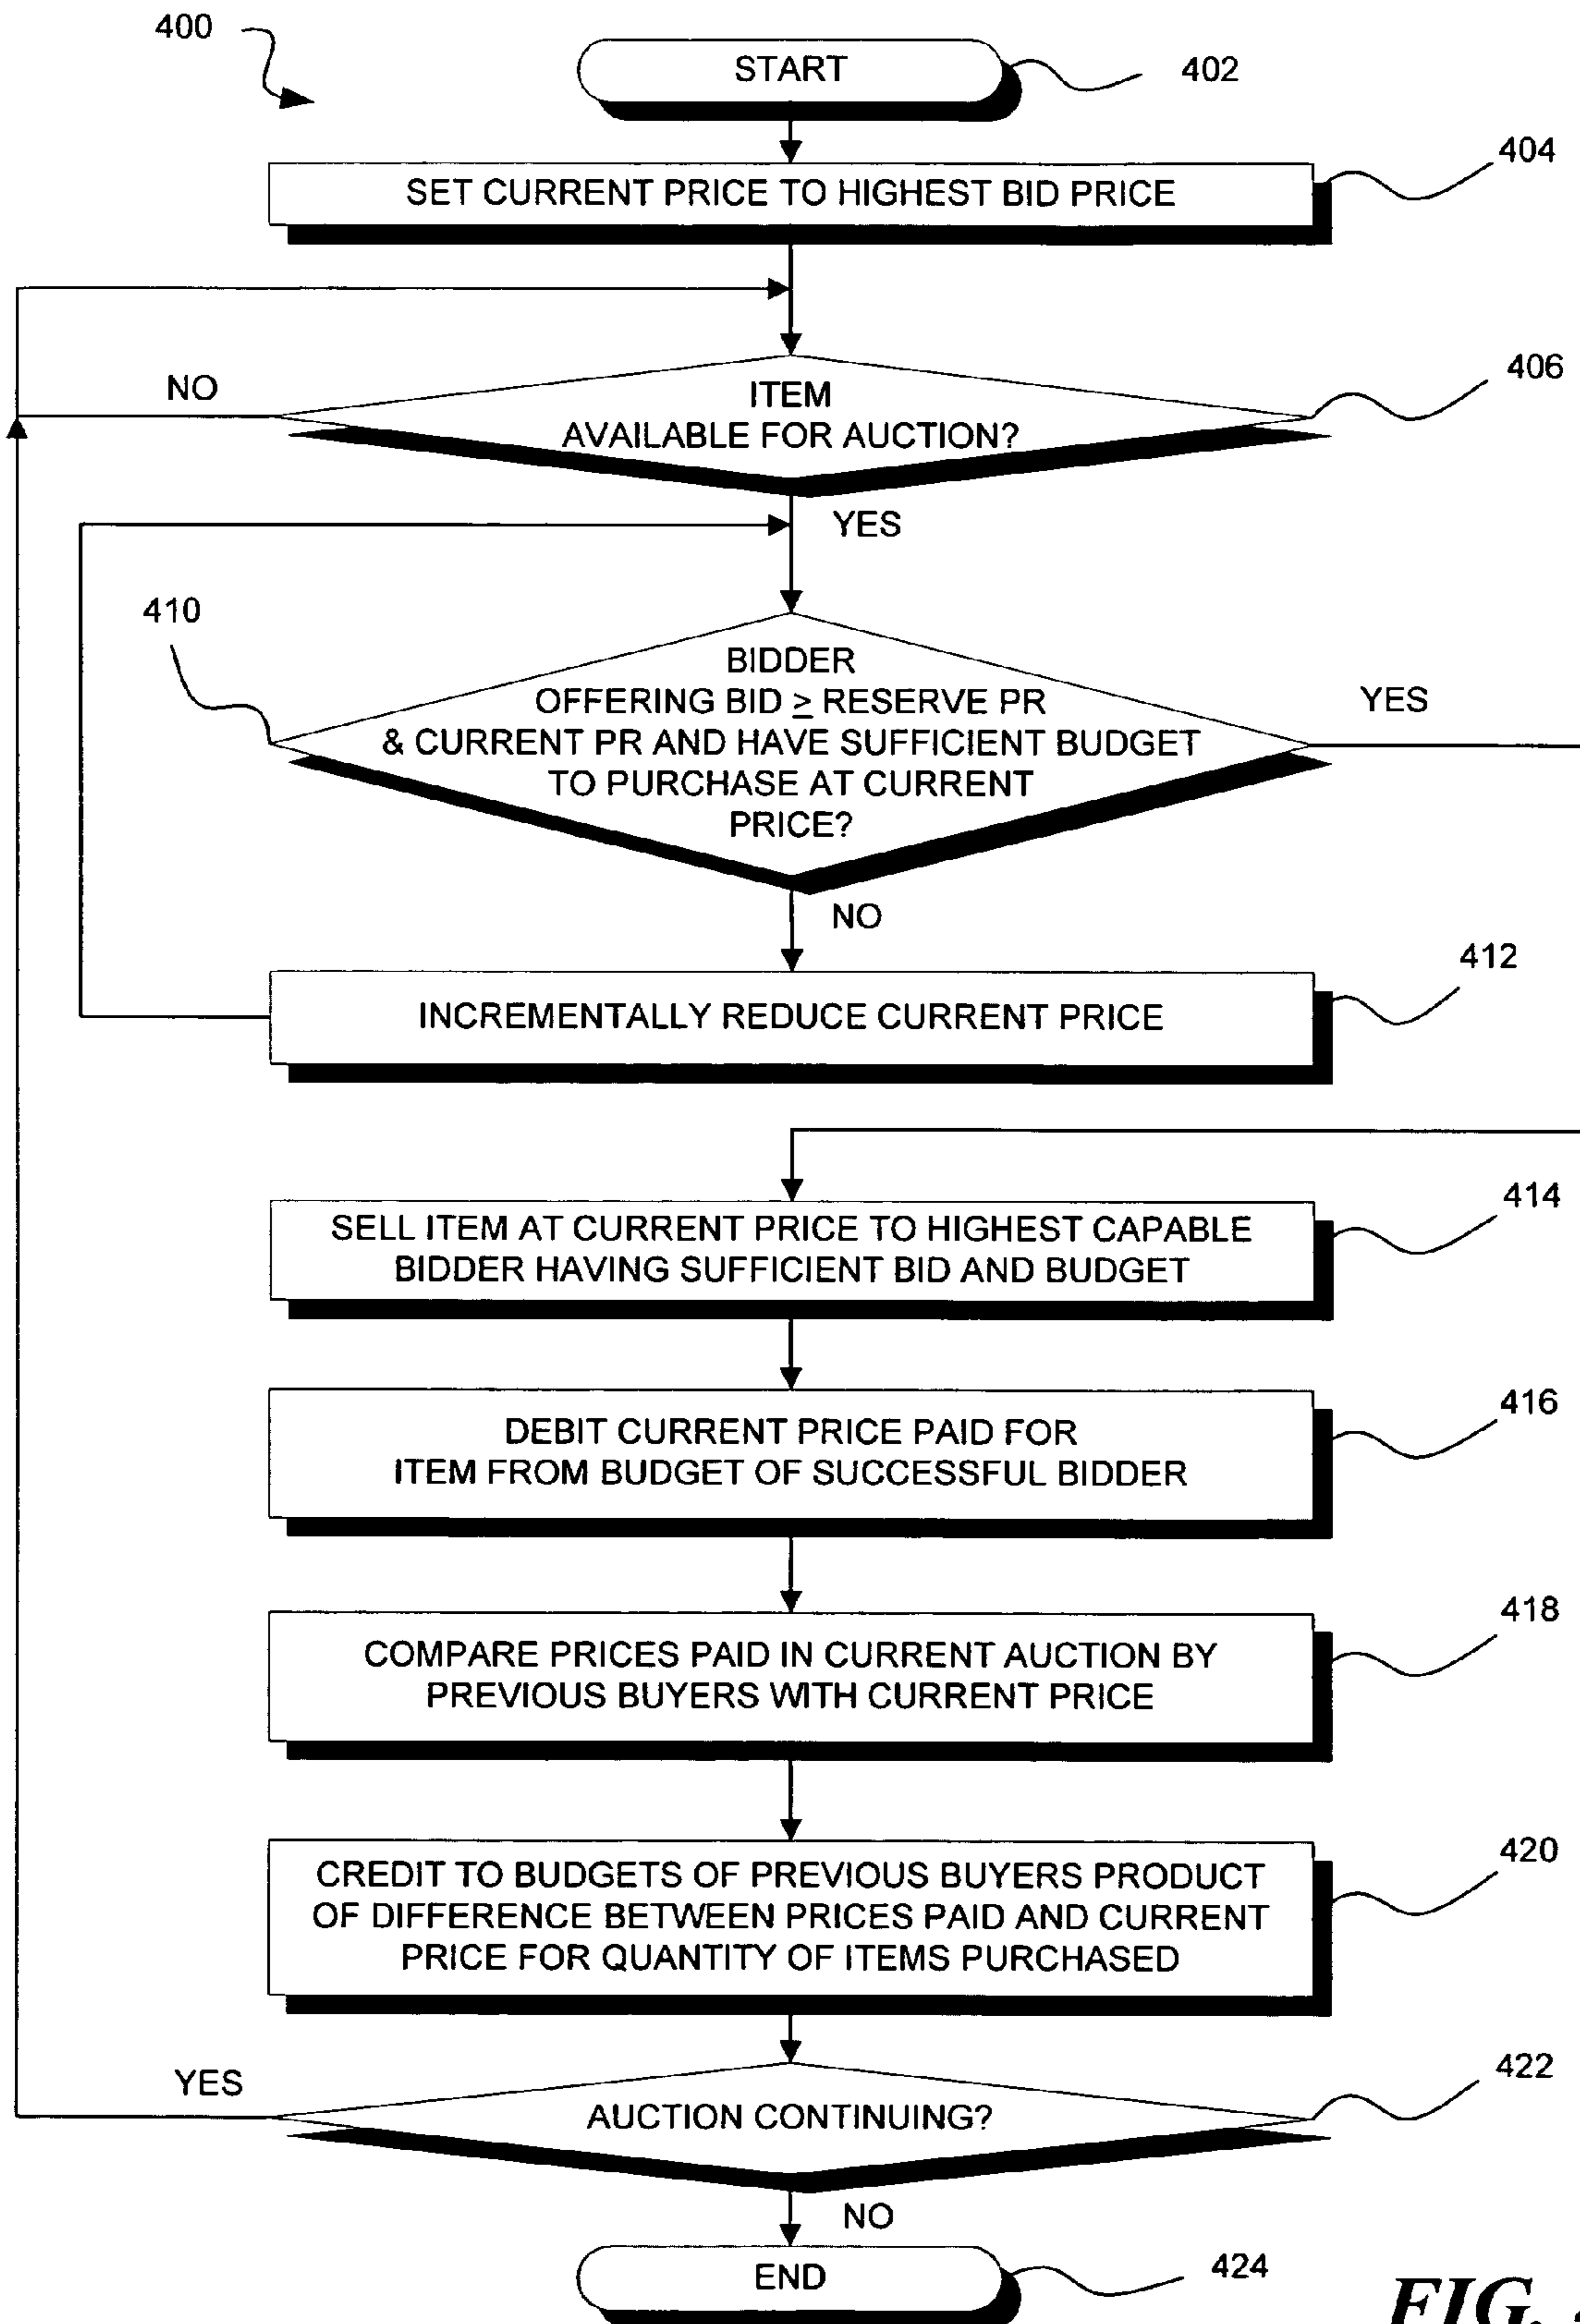 400
START
402
404
SET CURRENT PRICE TO HIGHEST BID PRICE
NO
406
ITEM
AVAILABLE FOR AUCTION?
YES
410
BIDDER
OFFERING BID ≥ RESERVE PR
& CURRENT PR AND HAVE SUFFICIENT BUDGET
TO PURCHASE AT CURRENT
PRICE?
YES
NO
412
INCREMENTALLY REDUCE CURRENT PRICE
414
SELL ITEM AT CURRENT PRICE TO HIGHEST CAPABLE
BIDDER HAVING SUFFICIENT BID AND BUDGET
416
DEBIT CURRENT PRICE PAID FOR
ITEM FROM BUDGET OF SUCCESSFUL BIDDER
418
COMPARE PRICES PAID IN CURRENT AUCTION BY
PREVIOUS BUYERS WITH CURRENT PRICE
420
CREDIT TO BUDGETS OF PREVIOUS BUYERS PRODUCT
OF DIFFERENCE BETWEEN PRICES PAID AND CURRENT
PRICE FOR QUANTITY OF ITEMS PURCHASED
YES
422
AUCTION CONTINUING?
NO
END
424
FIG.